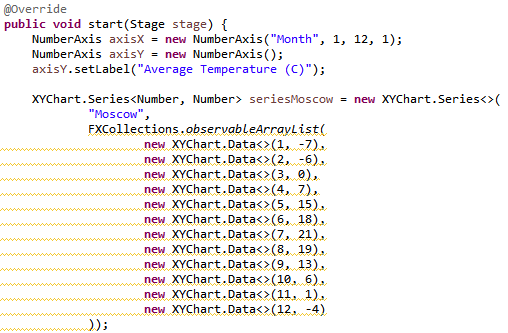 @Override
public void start(Stage stage) {
    NumberAxis axisX = new NumberAxis("Month", 1, 12, 1);
    NumberAxis axisY = new NumberAxis();
    axisY.setLabel("Average Temperature (C)");

    XYChart.Series<Number, Number> seriesMoscow = new XYChart.Series<>(
            "Moscow",
            FXCollections.observableArrayList(
                    new XYChart.Data<>(1, -7),
                    new XYChart.Data<>(2, -6),
                    new XYChart.Data<>(3, 0),
                    new XYChart.Data<>(4, 7),
                    new XYChart.Data<>(5, 15),
                    new XYChart.Data<>(6, 18),
                    new XYChart.Data<>(7, 21),
                    new XYChart.Data<>(8, 19),
                    new XYChart.Data<>(9, 13),
                    new XYChart.Data<>(10, 6),
                    new XYChart.Data<>(11, 1),
                    new XYChart.Data<>(12, -4)
            ));